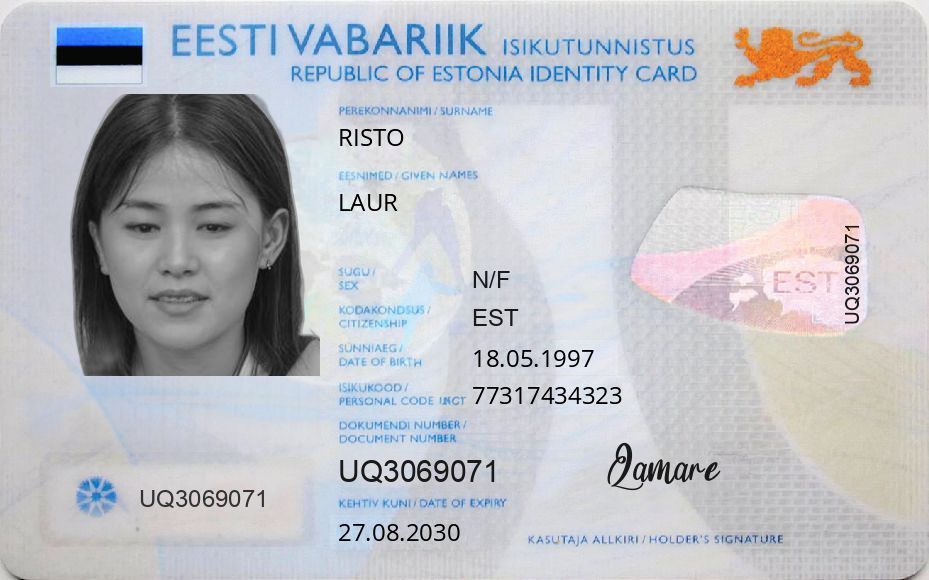 EESTI VABARIIK ISIKUTUNNISTUS
REPUBLIC OF ESTONIA IDENTITY CARD
PEREKONNANIMI / SURNAME
RISTO
EESNIMED / GIVEN NAMES
LAUR
SUGU /
SEX
N/F
KODAKONDSUS /
CITIZENSHIP
EST
SÜNNIAEG /
DATE OF BIRTH
18.05.1997
ISIKUKOOD /
PERSONAL CODE
77317434323
DOKUMENDI NUMBER /
DOCUMENT NUMBER
UQ3069071
KEHTIV KUNI / DATE OF EXPIRY
27.08.2030
UQ3069071
EST
UQ3069071
KASUTAJA ALLKIRI / HOLDER'S SIGNATURE